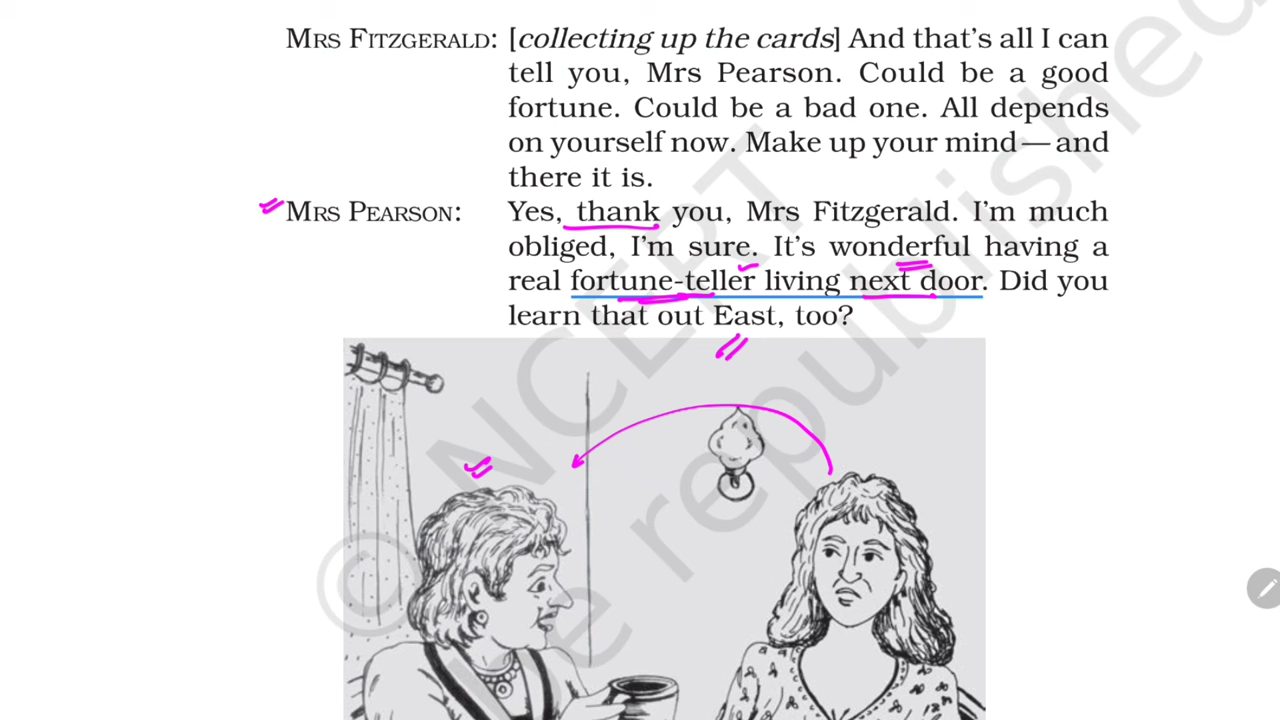 MRS FITZGERALD: [collecting up the cards] And that's all I can
tell you, Mrs Pearson. Could be a good
fortune. Could be a bad one. All depends
on yourself now. Make up your mind — and
there it is.
MRS PEARSON: Yes, thank you, Mrs Fitzgerald. I'm much
obliged, I'm sure. It's wonderful having a
real fortune-teller living next door. Did you
learn that out East, too?
© NCERT
be republished